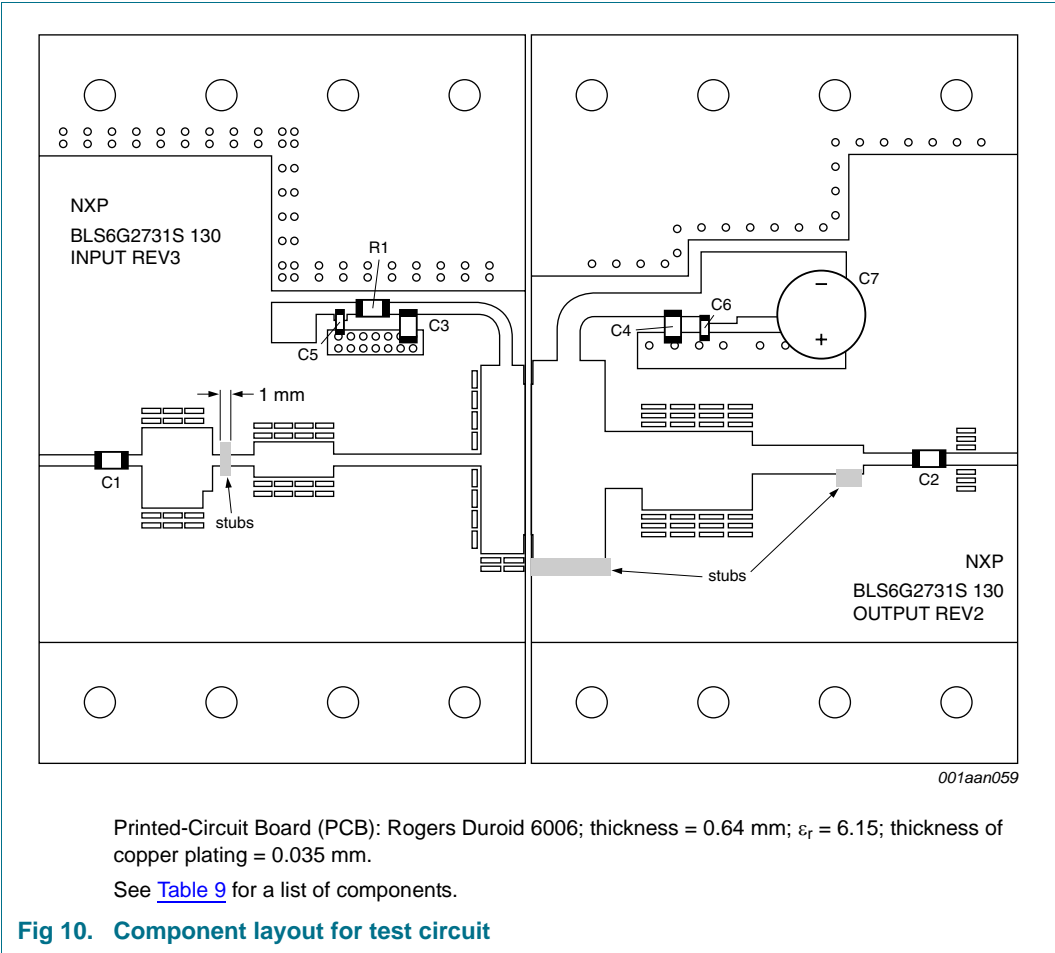 NXP
BLS6G2731S 130
INPUT REV3
R1
C5
C3
1 mm
C1
stubs
C4
C6
C7
−
+
C2
stubs
NXP
BLS6G2731S 130
OUTPUT REV2
001aan059
Printed-Circuit Board (PCB): Rogers Duroid 6006; thickness = 0.64 mm; εr = 6.15; thickness of
copper plating = 0.035 mm.
See Table 9 for a list of components.
Fig 10. Component layout for test circuit